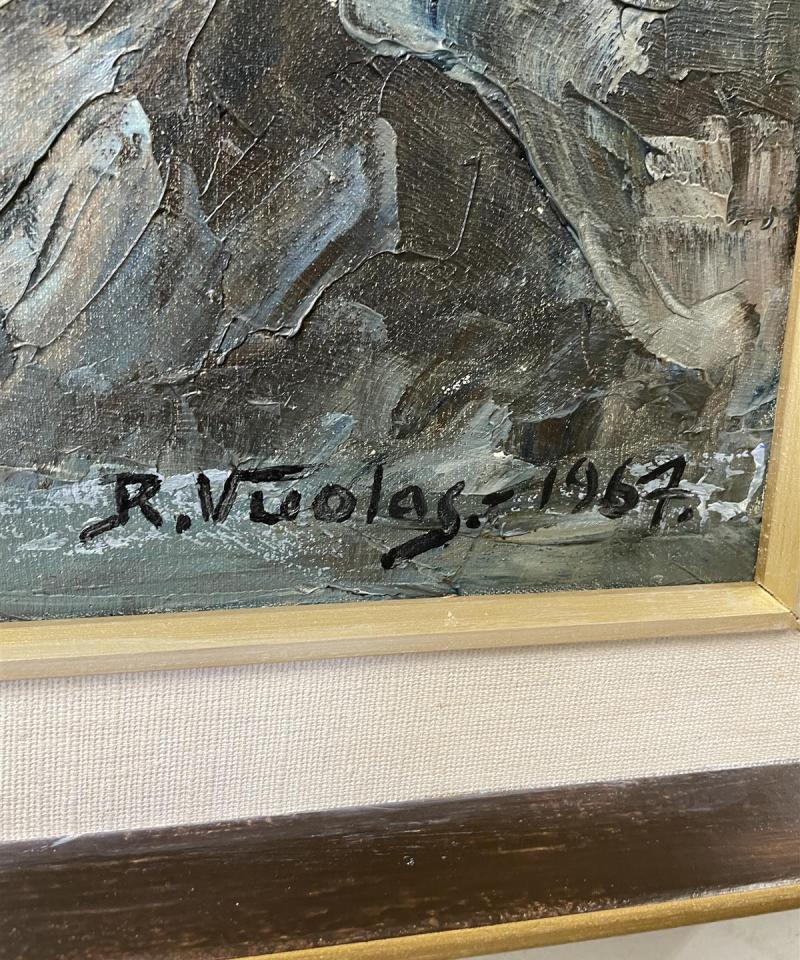 R. Vuolas. - 1967.